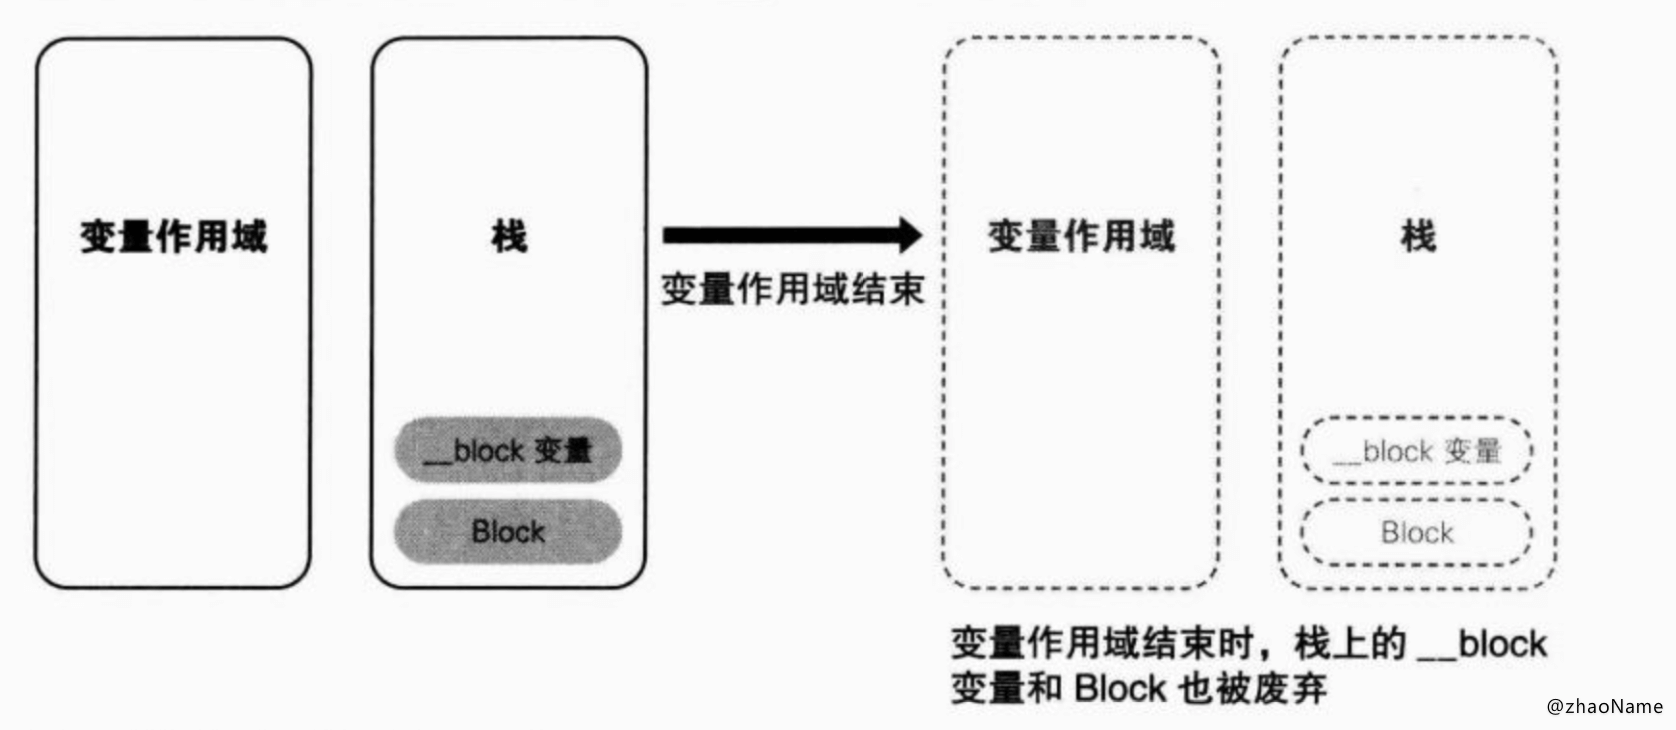 变量作用域
栈
__block 变量
Block
变量作用域结束
变量作用域
栈
__block 变量
Block
变量作用域结束时，栈上的 __block
变量和 Block 也被废弃
@zhaoName